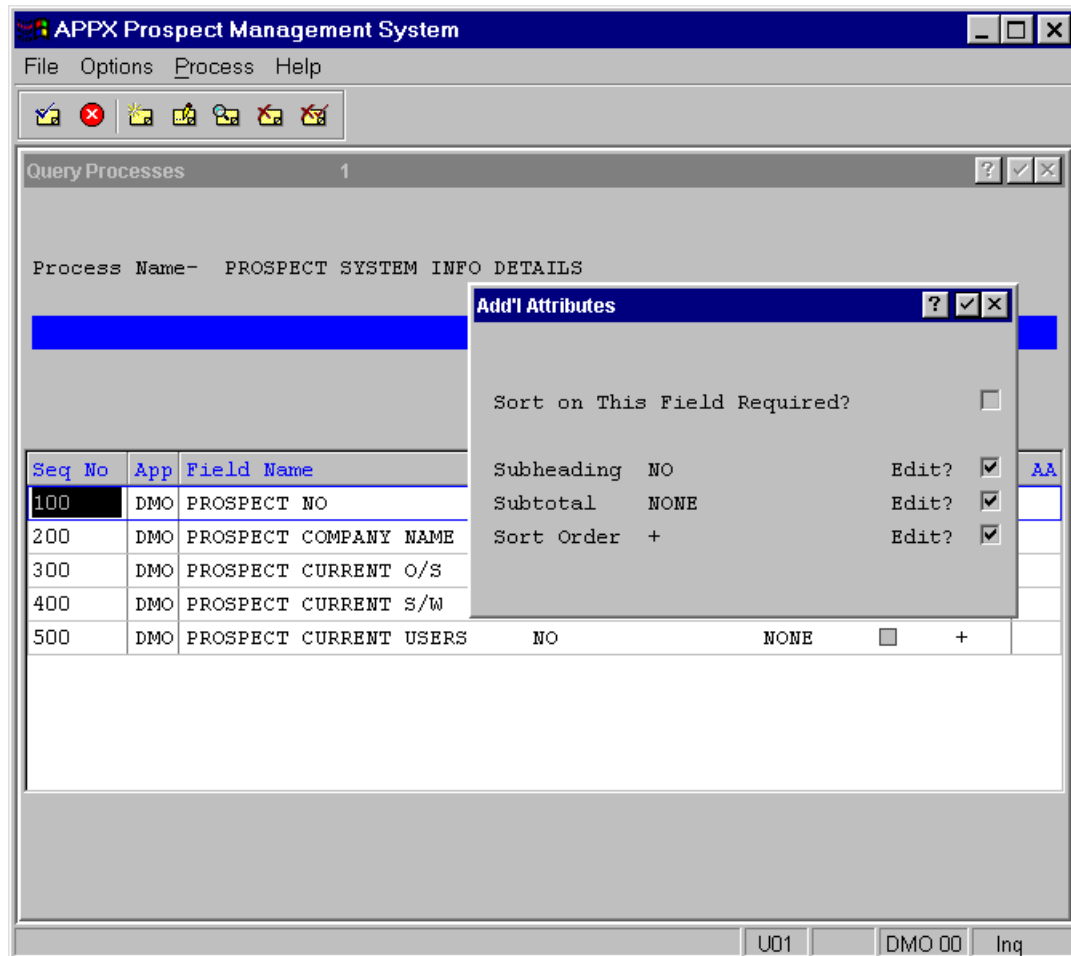 APPX Prospect Management System
File Options Process Help
Query Processes 1
Process Name- PROSPECT SYSTEM INFO DETAILS
Add'l Attributes
Sort on This Field Required?
Subheading NO Edit?
Subtotal NONE Edit?
Sort Order + Edit?
Seq No App Field Name AA
100 DMO PROSPECT NO
200 DMO PROSPECT COMPANY NAME
300 DMO PROSPECT CURRENT O/S
400 DMO PROSPECT CURRENT S/W
500 DMO PROSPECT CURRENT USERS NO NONE +
U01 DMO 00 Inq